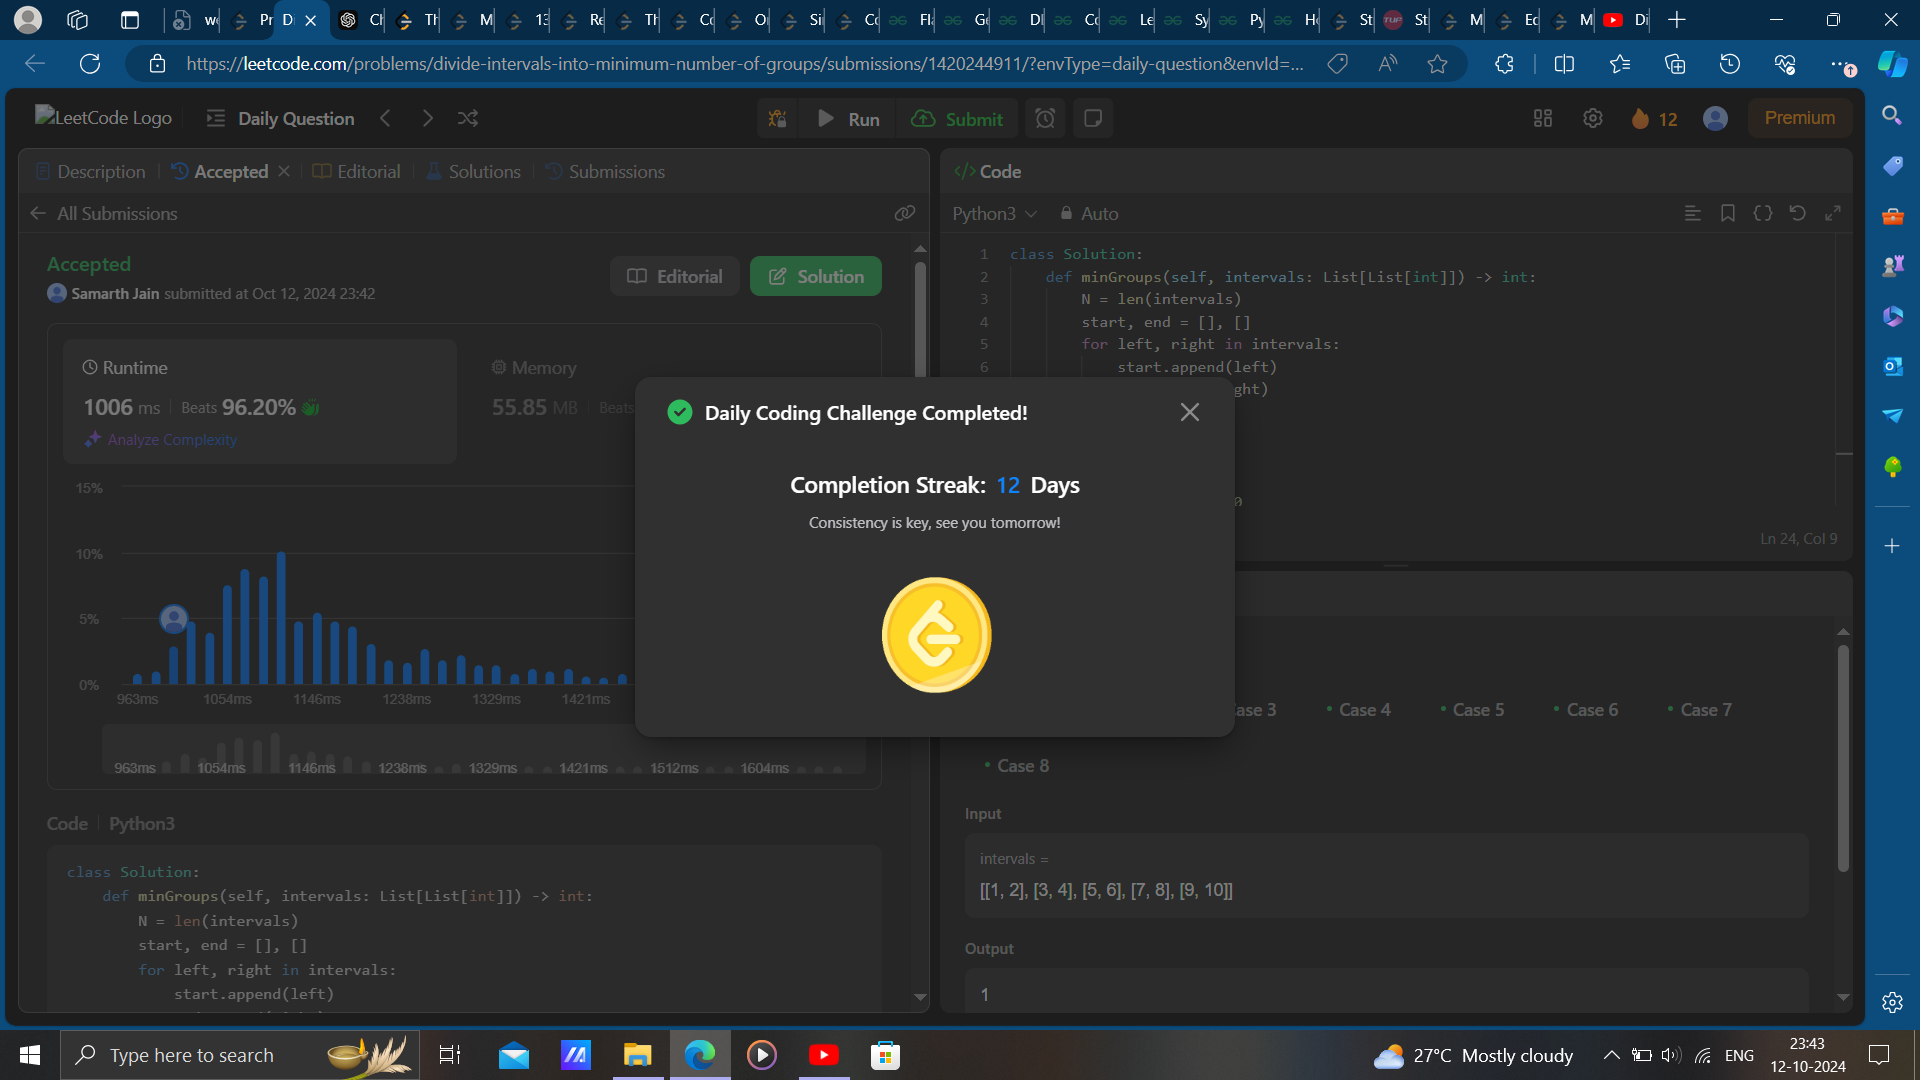 https://leetcode.com/problems/divide-intervals-into-minimum-number-of-groups/submissions/1420244911/?envType=daily-question&envId=...
LeetCode Logo
Daily Question
Run
Submit
12
Premium
Description
Accepted
Editorial
Solutions
Submissions
All Submissions
Accepted
Samarth Jain submitted at Oct 12, 2024 23:42
Editorial
Solution
Runtime
1006 ms
Beats 96.20%
Analyze Complexity
Memory
55.85 MB
Beats
15%
10%
5%
0%
963ms 1054ms 1146ms 1238ms 1329ms 1421ms
963ms 1054ms 1146ms 1238ms 1329ms 1421ms 1512ms 1604ms
Code
Python3
class Solution:
def minGroups(self, intervals: List[List[int]]) -> int:
N = len(intervals)
start, end = [], []
for left, right in intervals:
start.append(left)
Daily Coding Challenge Completed!
Completion Streak: 12 Days
Consistency is key, see you tomorrow!
Code
Python3
Auto
1 class Solution:
2 def minGroups(self, intervals: List[List[int]]) -> int:
3 N = len(intervals)
4 start, end = [], []
5 for left, right in intervals:
6 start.append(left)
ght)
Ln 24, Col 9
ase 3
Case 4
Case 5
Case 6
Case 7
Case 8
Input
intervals =
[[1, 2], [3, 4], [5, 6], [7, 8], [9, 10]]
Output
1
Type here to search
27°C Mostly cloudy
ENG
23:43
12-10-2024